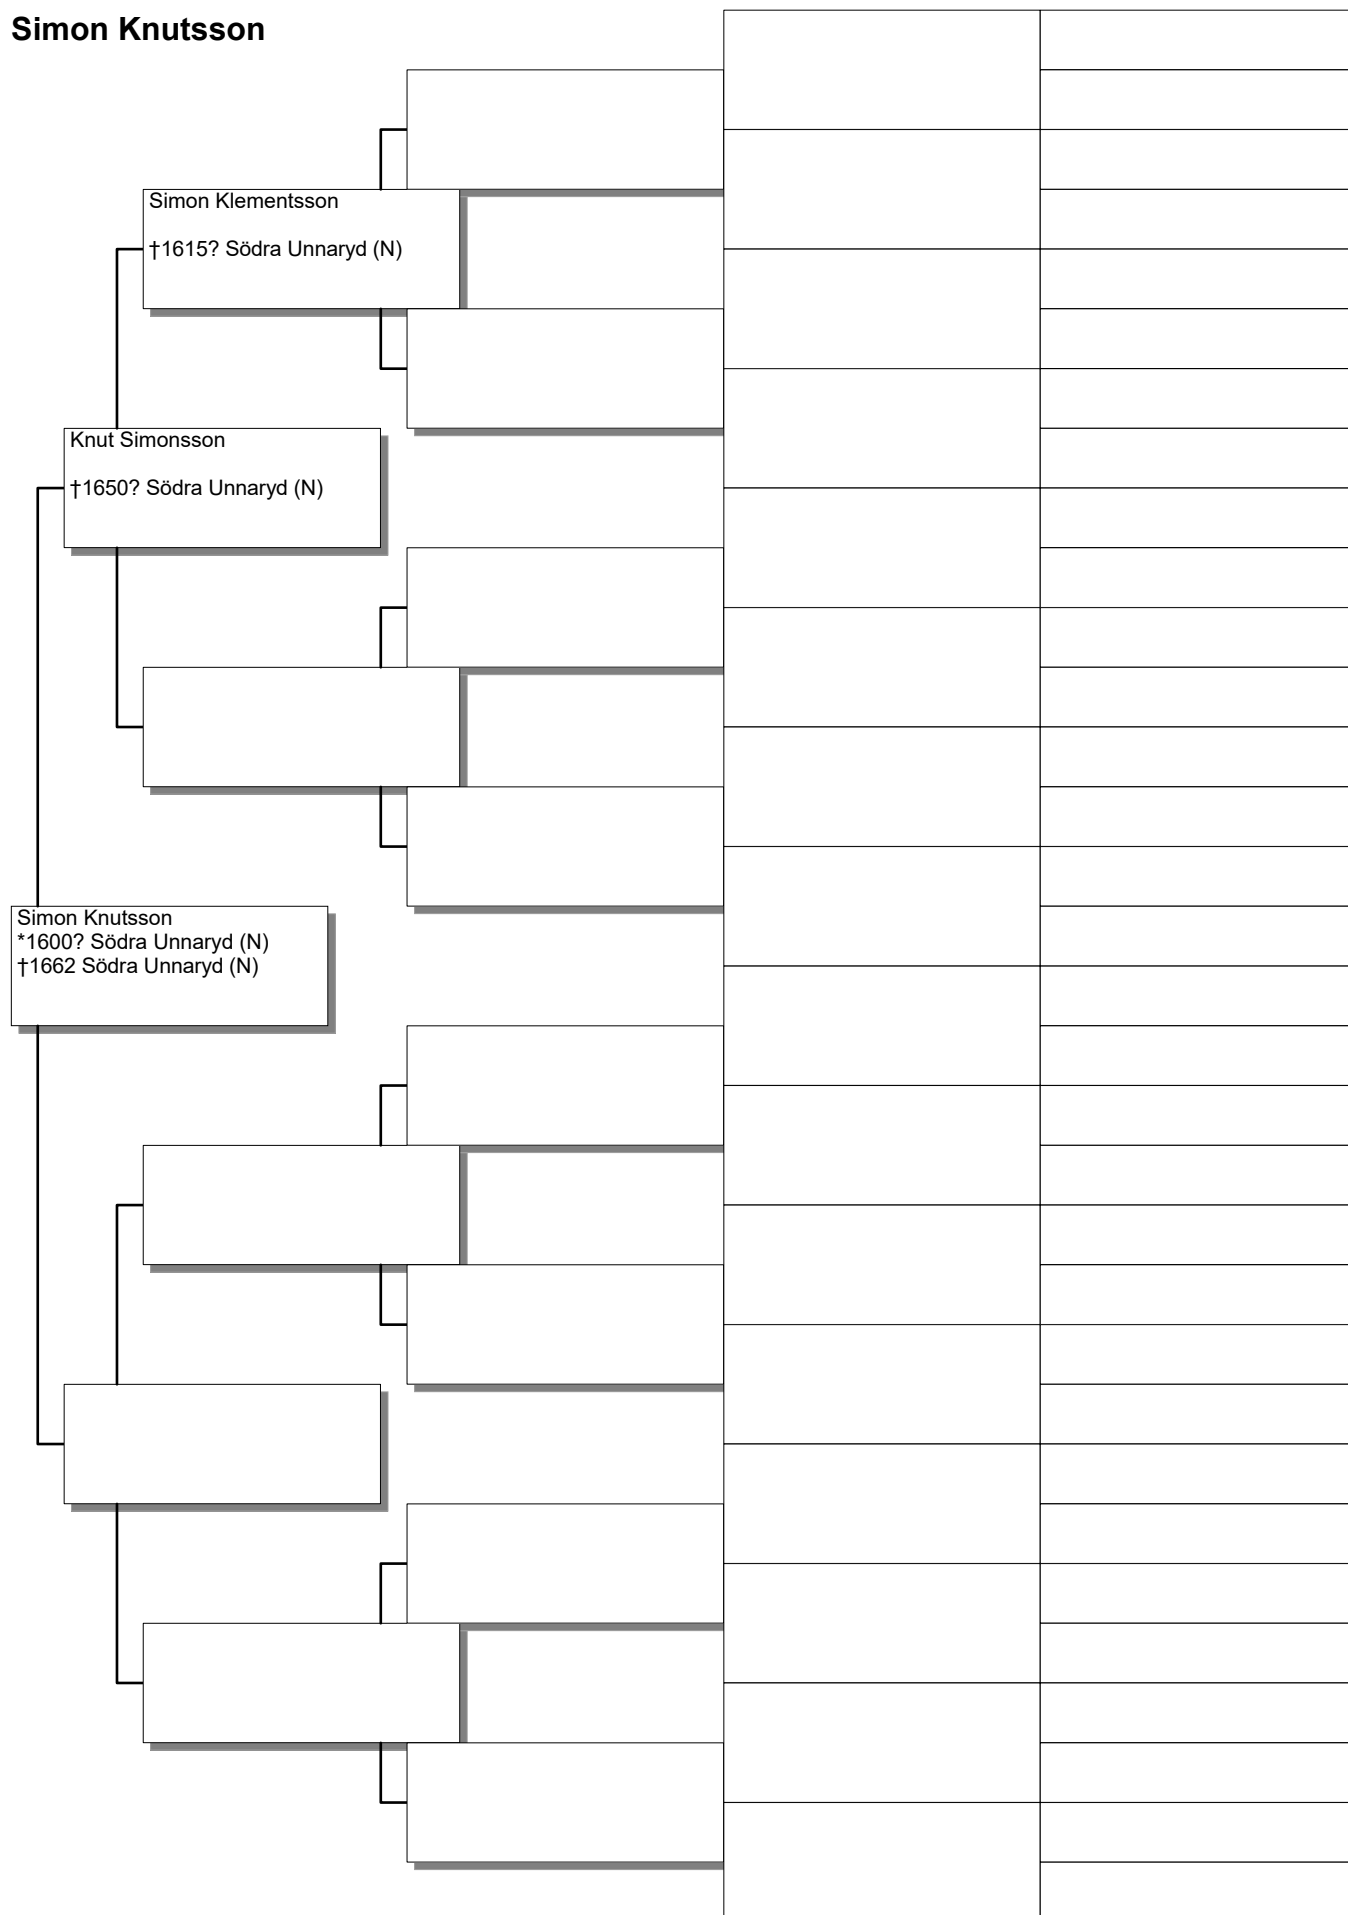 Simon Knutsson
Simon Klementsson
†1615? Södra Unnaryd (N)
Knut Simonsson
†1650? Södra Unnaryd (N)
Simon Knutsson
*1600? Södra Unnaryd (N)
†1662 Södra Unnaryd (N)